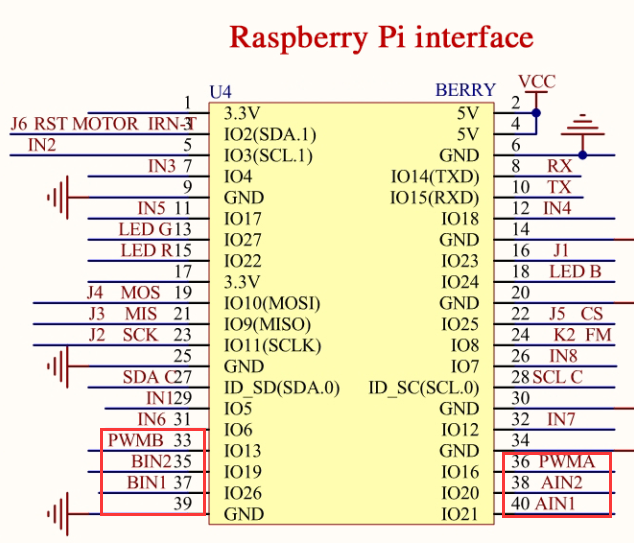 Raspberry Pi interface
U4 BERRY VCC
1 3.3V 5V 2
J6 RST MOTOR IRN-T 3 IO2(SDA.1) 5V 4
IN2 5 IO3(SCL.1) GND 6
IN3 7 IO4 IO14(TXD) 8 RX
9 GND IO15(RXD) 10 TX
IN5 11 IO17 IO18 12 IN4
LED G 13 IO27 GND 14
LED R 15 IO22 IO23 16 J1
17 3.3V IO24 18 LED B
J4 MOS 19 IO10(MOSI) GND 20
J3 MIS 21 IO9(MISO) IO25 22 J5 CS
J2 SCK 23 IO11(SCLK) IO8 24 K2 FM
25 GND IO7 26 IN8
SDA C 27 ID_SD(SDA.0) ID_SC(SCL.0) 28 SCL C
IN1 29 IO5 GND 30
IN6 31 IO6 IO12 32 IN7
PWMB 33 IO13 GND 34
BIN2 35 IO19 IO16 36 PWMA
BIN1 37 IO26 IO20 38 AIN2
39 GND IO21 40 AIN1